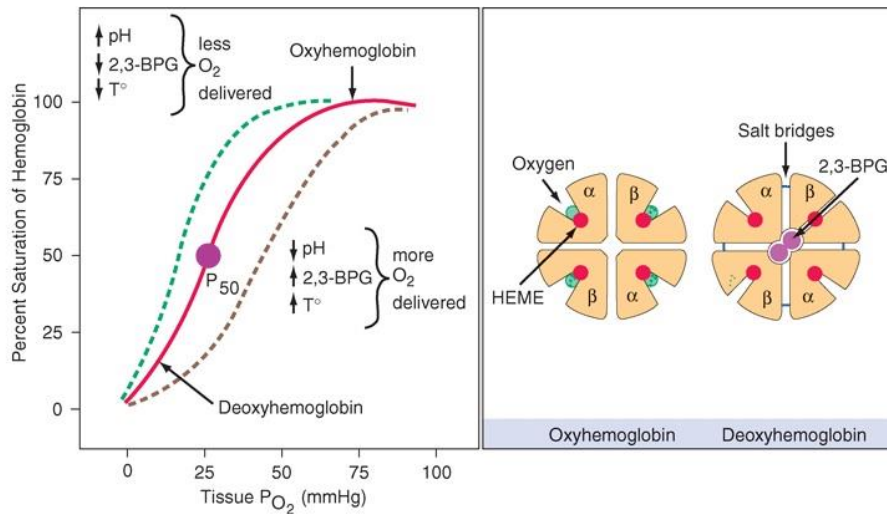 ↑ pH
↓ 2,3-BPG
↓ T°
less
O2
delivered
Oxyhemoglobin
Percent Saturation of Hemoglobin
100
75
50
25
0
P50
↓ pH
↑ 2,3-BPG
↑ T°
more
O2
delivered
Deoxyhemoglobin
0
25
50
75
100
Tissue PO2 (mmHg)
Salt bridges
2,3-BPG
Oxygen
α
β
β
α
HEME
α
β
β
α
Oxyhemoglobin
Deoxyhemoglobin